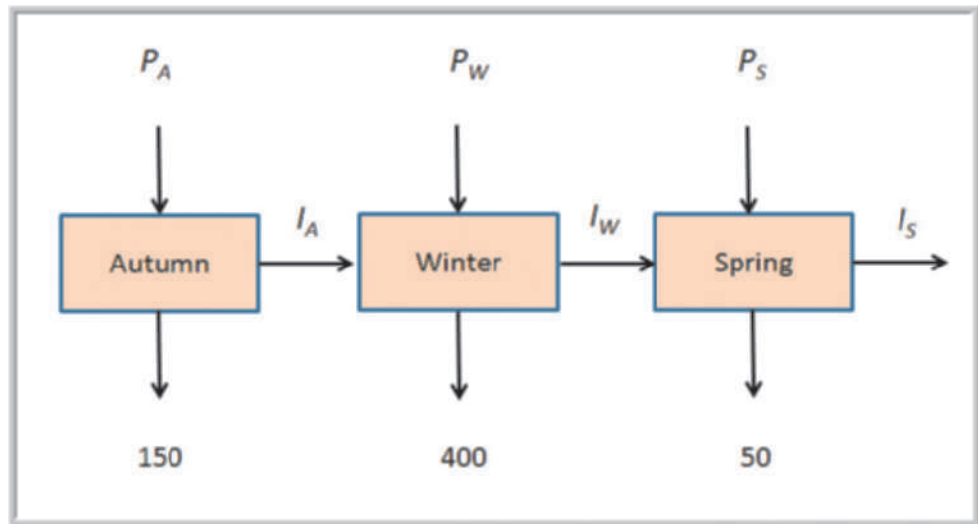 P_A P_W P_S
I_A I_W I_S
Autumn Winter Spring
150 400 50